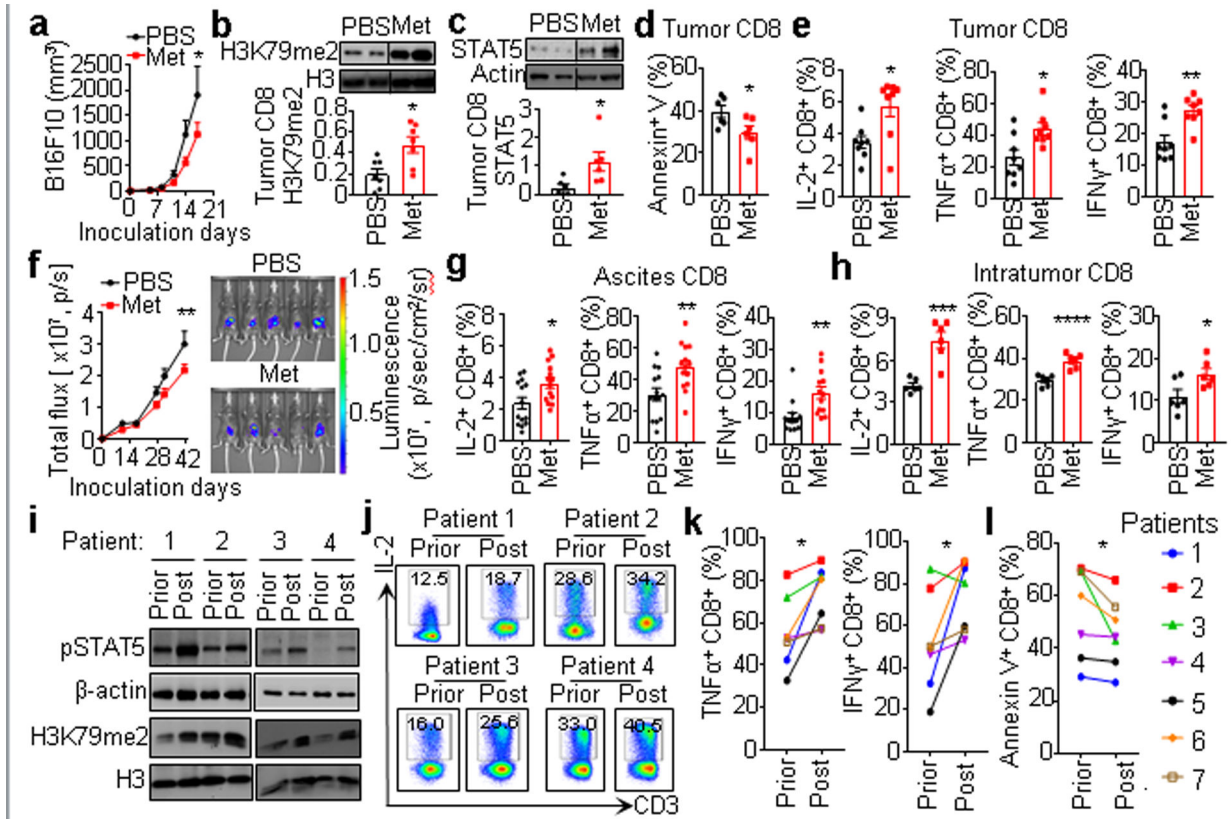 a
PBS
Met
B16F10 (mm³)
2500
2000
1500
1000
500
0
*
0 7 14 21
Inoculation days
b
PBS Met
H3K79me2
H3
Tumor CD8
H3K79me2
0.8
0.6
0.4
0.2
0
*
PBS
Met
c
PBS Met
STAT5
Actin
Tumor CD8
STAT5
3
2
1
0
*
PBS
Met
d Tumor CD8
Annexin⁺ V (%)
60
40
20
0
*
PBS
Met
e Tumor CD8
IL-2⁺ CD8⁺ (%)
8
6
4
2
0
*
PBS
Met
TNFα⁺ CD8⁺ (%)
80
60
40
20
0
*
PBS
Met
IFNγ⁺ CD8⁺ (%)
40
30
20
10
0
**
PBS
Met
f
PBS
Met
Total flux [ x10⁷, p/s]
4
3
2
1
0
**
0 14 28 42
Inoculation days
PBS
Met
1.5
1.0
0.5
Luminescence
(x10⁷, p/sec/cm²/sr)
g Ascites CD8
IL-2⁺ CD8⁺ (%)
8
6
4
2
0
*
PBS
Met
TNFα⁺ CD8⁺ (%)
80
60
40
20
0
**
PBS
Met
IFNγ⁺ CD8⁺ (%)
40
30
20
10
0
**
PBS
Met
h Intratumor CD8
IL-2⁺ CD8⁺ (%)
9
6
3
0
***
PBS
Met
TNFα⁺ CD8⁺ (%)
60
40
20
0
****
PBS
Met
IFNγ⁺ CD8⁺ (%)
30
20
10
0
*
PBS
Met
i
Patient: 1 2 3 4
Prior Post Prior Post Prior Post Prior Post
pSTAT5
β-actin
H3K79me2
H3
j
IL-2
Patient 1 Patient 2
Prior Post Prior Post
12.5 18.7 28.6 34.2
Patient 3 Patient 4
Prior Post Prior Post
16.0 25.6 33.0 40.5
CD3
k
TNFα⁺ CD8⁺ (%)
100
80
60
40
20
0
*
Prior
Post
IFNγ⁺ CD8⁺ (%)
100
80
60
40
20
0
*
Prior
Post
l
Annexin V⁺ CD8⁺ (%)
80
60
40
20
0
*
Prior
Post
Patients
1
2
3
4
5
6
7